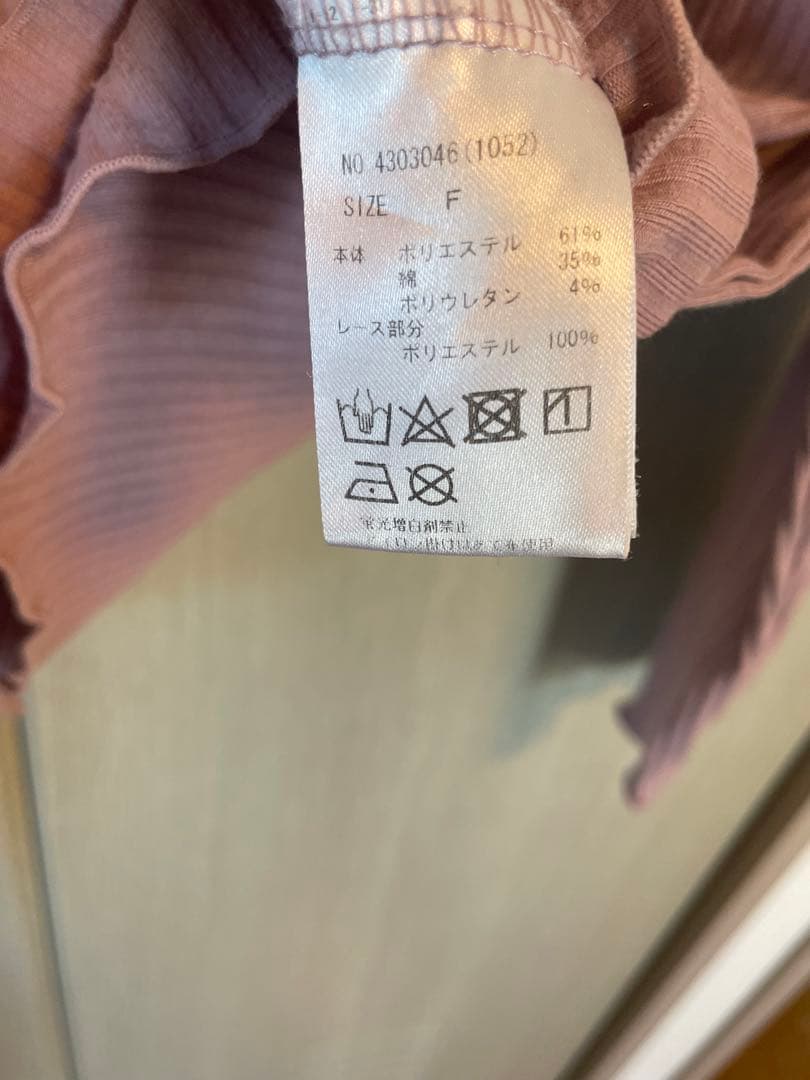 NO 4303046(1052)
SIZE F
本体 ポリエステル 61%
綿 35%
ポリウレタン 4%
レース部分
ポリエステル 100%
蛍光増白剤禁止